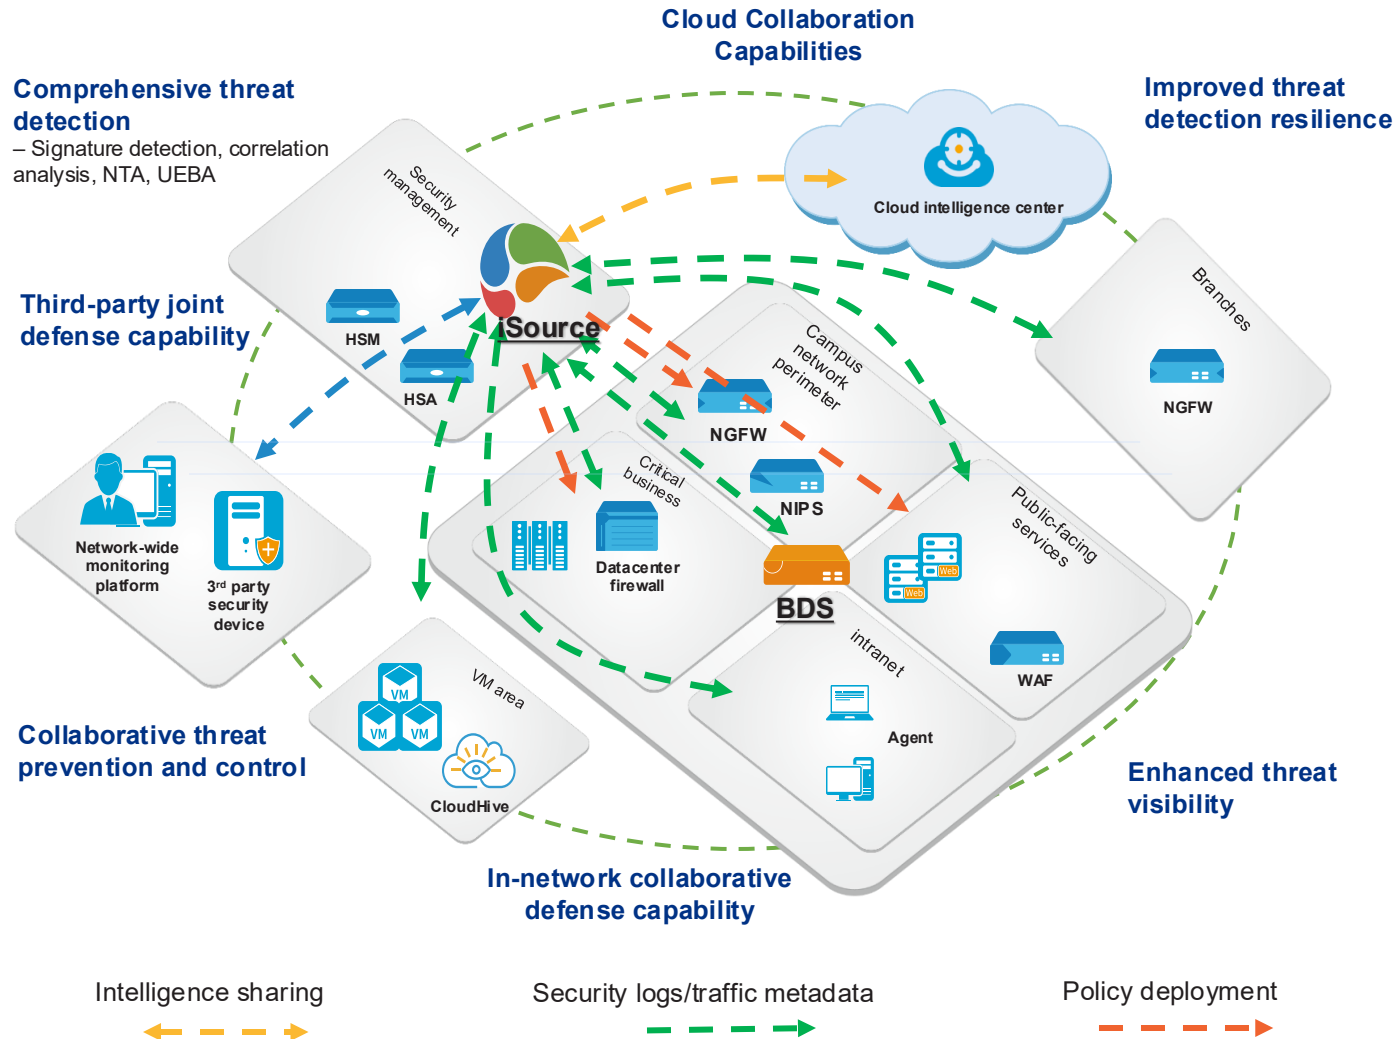 Cloud Collaboration
Capabilities
Comprehensive threat
detection
– Signature detection, correlation
analysis, NTA, UEBA
Improved threat
detection resilience
Security
management
Cloud intelligence center
Branches
NGFW
Third-party joint
defense capability
HSM
HSA
iSource
Campus
network
perimeter
NGFW
NIPS
Critical
business
Datacenter
firewall
Public-facing
services
Web
Web
WAF
BDS
Network-wide
monitoring
platform
3rd party
security
device
intranet
Agent
VM area
VM
VM
VM
CloudHive
Collaborative threat
prevention and control
Enhanced threat
visibility
In-network collaborative
defense capability
Intelligence sharing
Security logs/traffic metadata
Policy deployment